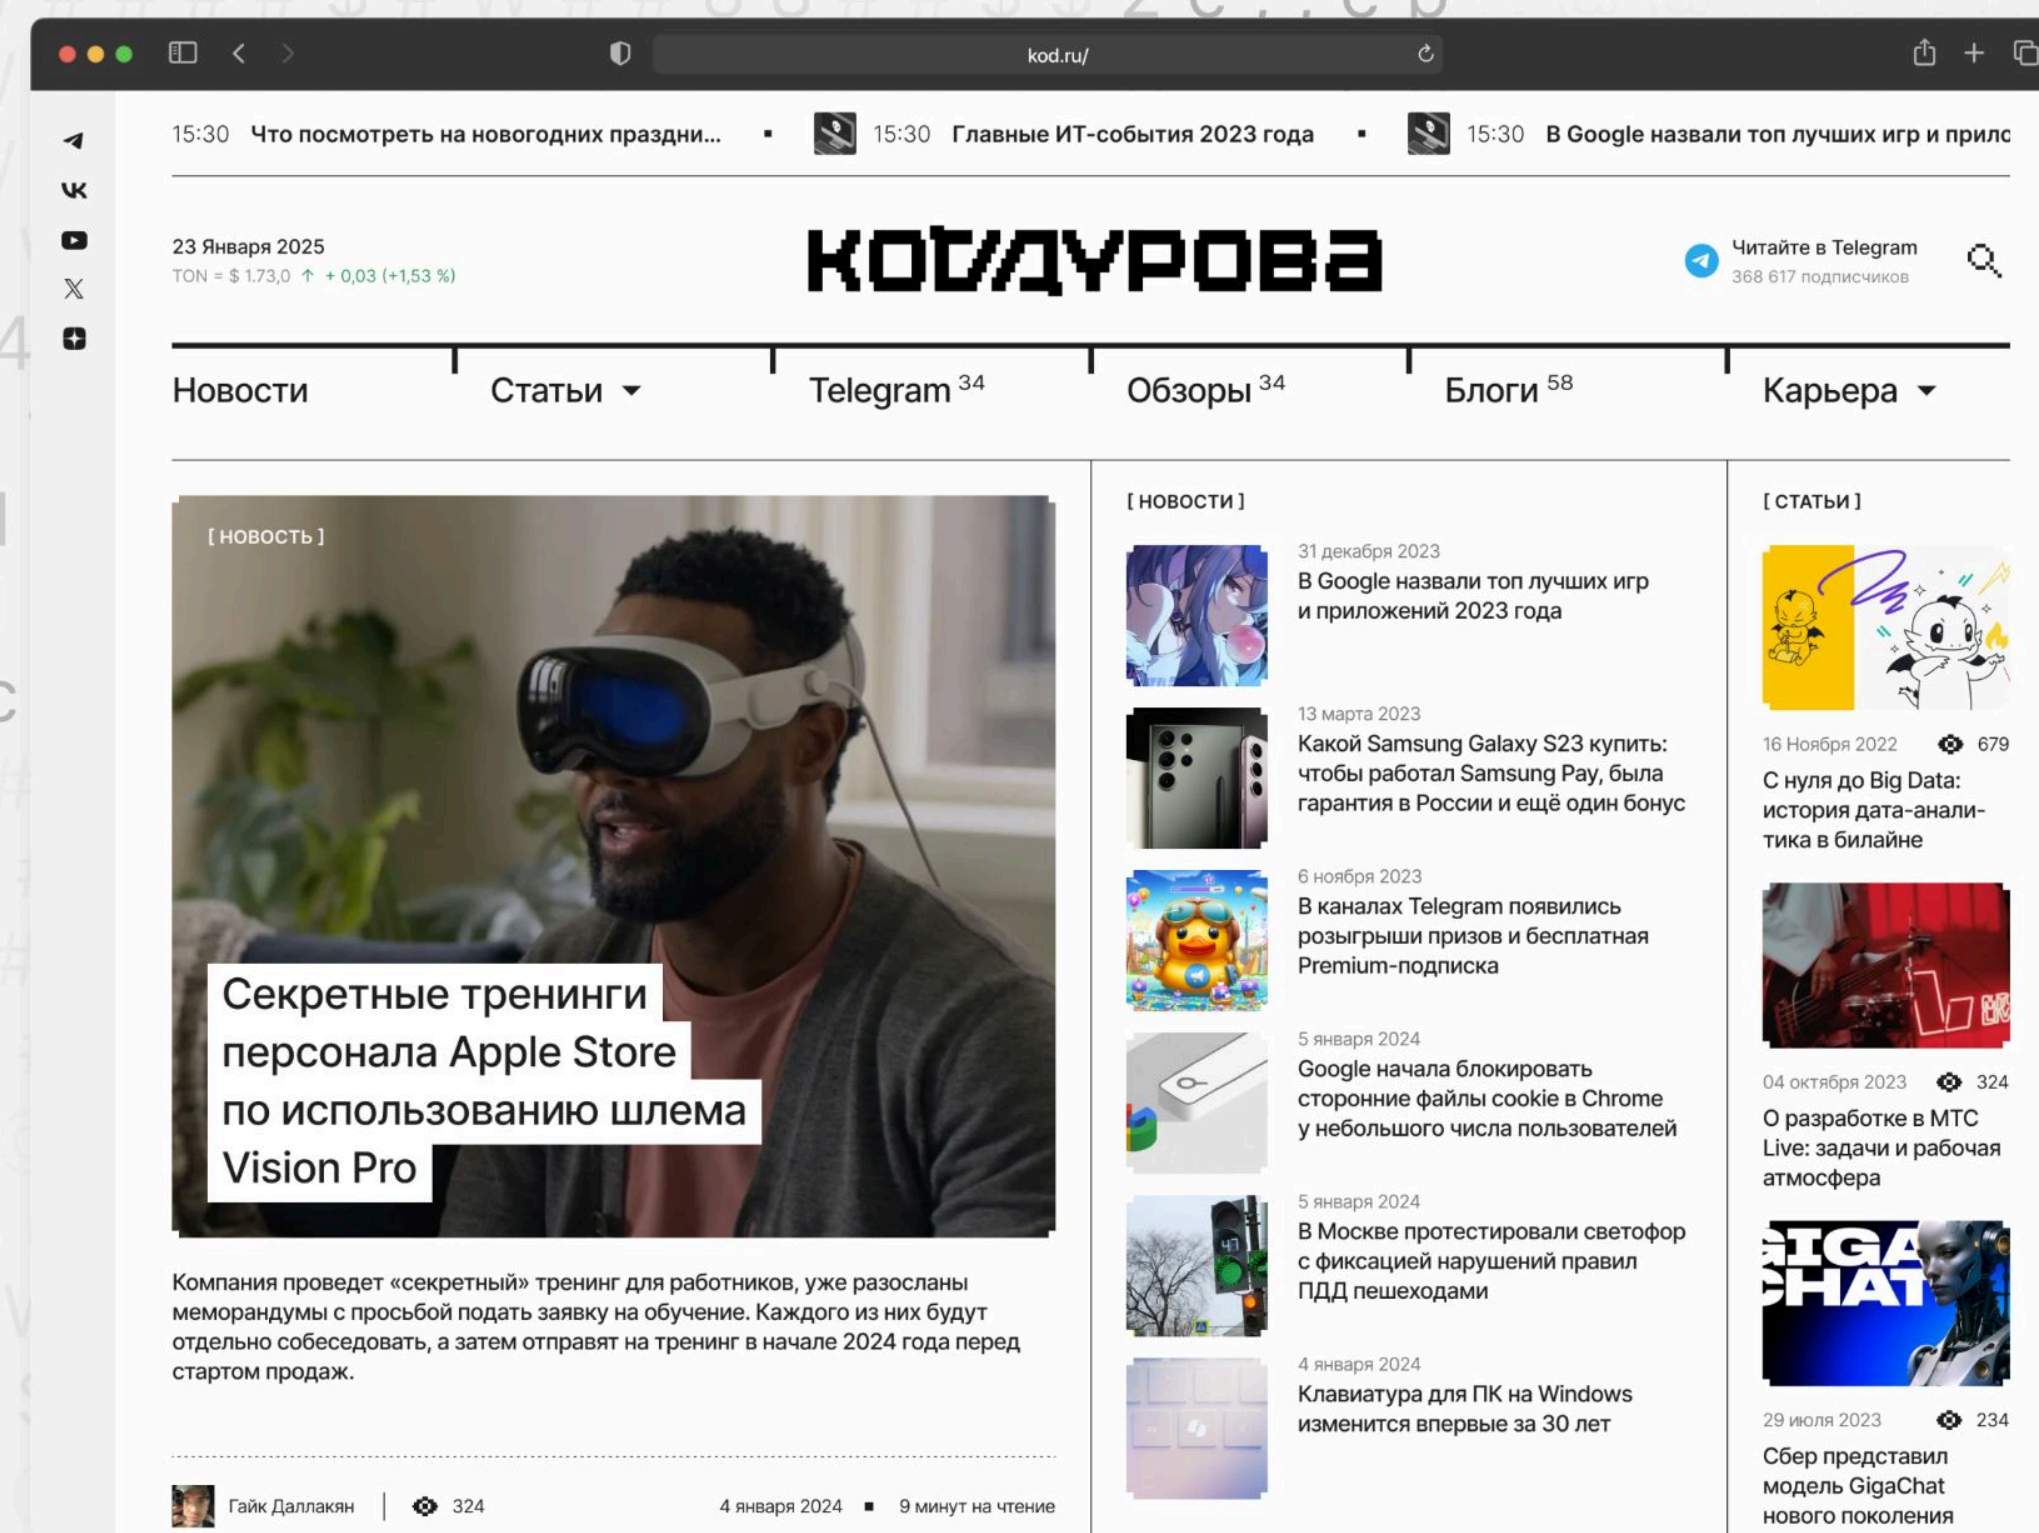 kod.ru/
15:30 Что посмотреть на новогодних праздни...
15:30 Главные ИТ-события 2023 года
15:30 В Google назвали топ лучших игр и прило
23 Января 2025
TON = $ 1.73,0 ↑ + 0,03 (+1,53 %)
КОД/ДУРОВА
Читайте в Telegram
368 617 подписчиков
Новости
Статьи
Telegram 34
Обзоры 34
Блоги 58
Карьера
[ НОВОСТЬ ]
Секретные тренинги
персонала Apple Store
по использованию шлема
Vision Pro
Компания проведет «секретный» тренинг для работников, уже разосланы
меморандумы с просьбой подать заявку на обучение. Каждого из них будут
отдельно собеседовать, а затем отправят на тренинг в начале 2024 года перед
стартом продаж.
Гайк Даллакян
324
4 января 2024 ■ 9 минут на чтение
[ НОВОСТИ ]
31 декабря 2023
В Google назвали топ лучших игр
и приложений 2023 года
13 марта 2023
Какой Samsung Galaxy S23 купить:
чтобы работал Samsung Pay, была
гарантия в России и ещё один бонус
6 ноября 2023
В каналах Telegram появились
розыгрыши призов и бесплатная
Premium-подписка
5 января 2024
Google начала блокировать
сторонние файлы cookie в Chrome
у небольшого числа пользователей
47
5 января 2024
В Москве протестировали светофор
с фиксацией нарушений правил
ПДД пешеходами
4 января 2024
Клавиатура для ПК на Windows
изменится впервые за 30 лет
[ СТАТЬИ ]
16 Ноября 2022
679
С нуля до Big Data:
история дата-анали-
тика в билайне
04 октября 2023
324
О разработке в МТС
Live: задачи и рабочая
атмосфера
GIGA
CHAT
29 июля 2023
234
Сбер представил
модель GigaChat
нового поколения